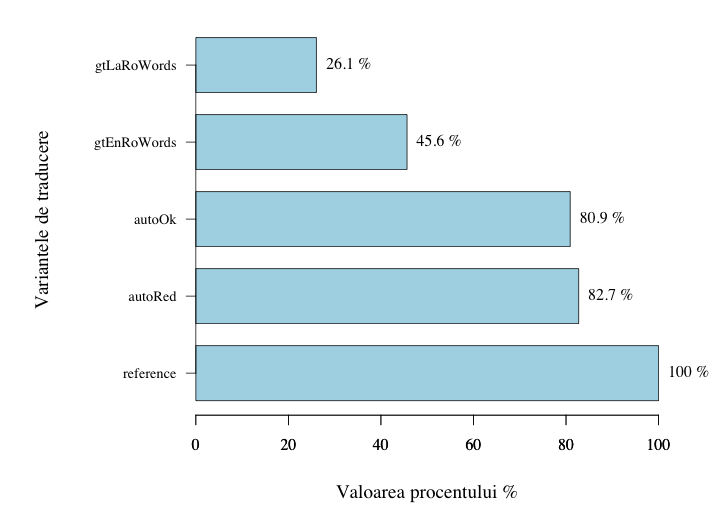 gtLaRoWords
26.1 %
gtEnRoWords
45.6 %
autoOk
80.9 %
autoRed
82.7 %
reference
100 %
Variantele de traducere
0 20 40 60 80 100
Valoarea procentului %